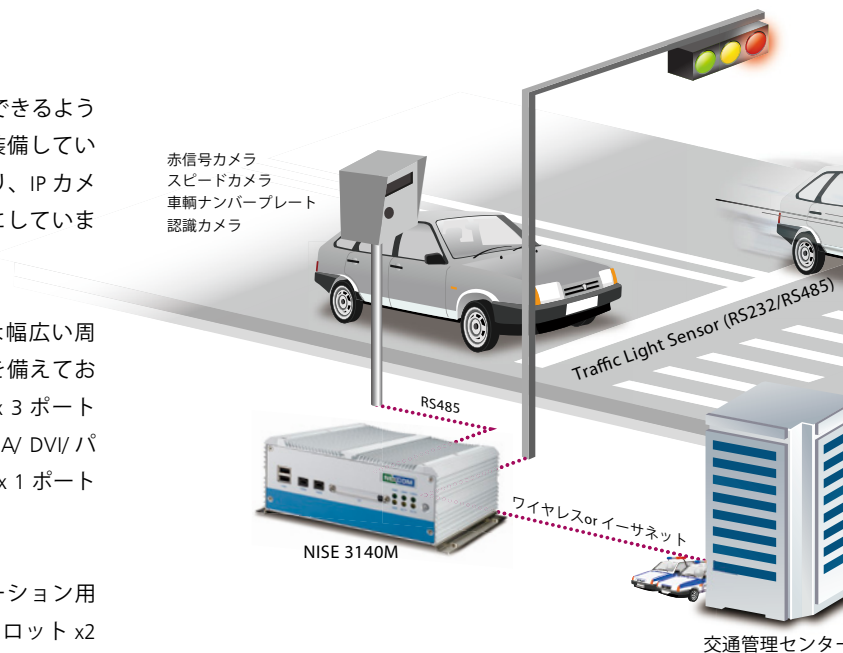 できるよう
装備してい
り、IP カメ
にしていま
は幅広い周
を備えてお
x 3 ポート
A/ DVI/ パ
x 1 ポート
ーション用
ロット x2
赤信号カメラ
スピードカメラ
車輌ナンバープレート
認識カメラ
Traffic Light Sensor (RS232/RS485)
RS485
NEXCOM
NISE 3140M
ワイヤレスor イーサネット
交通管理センター